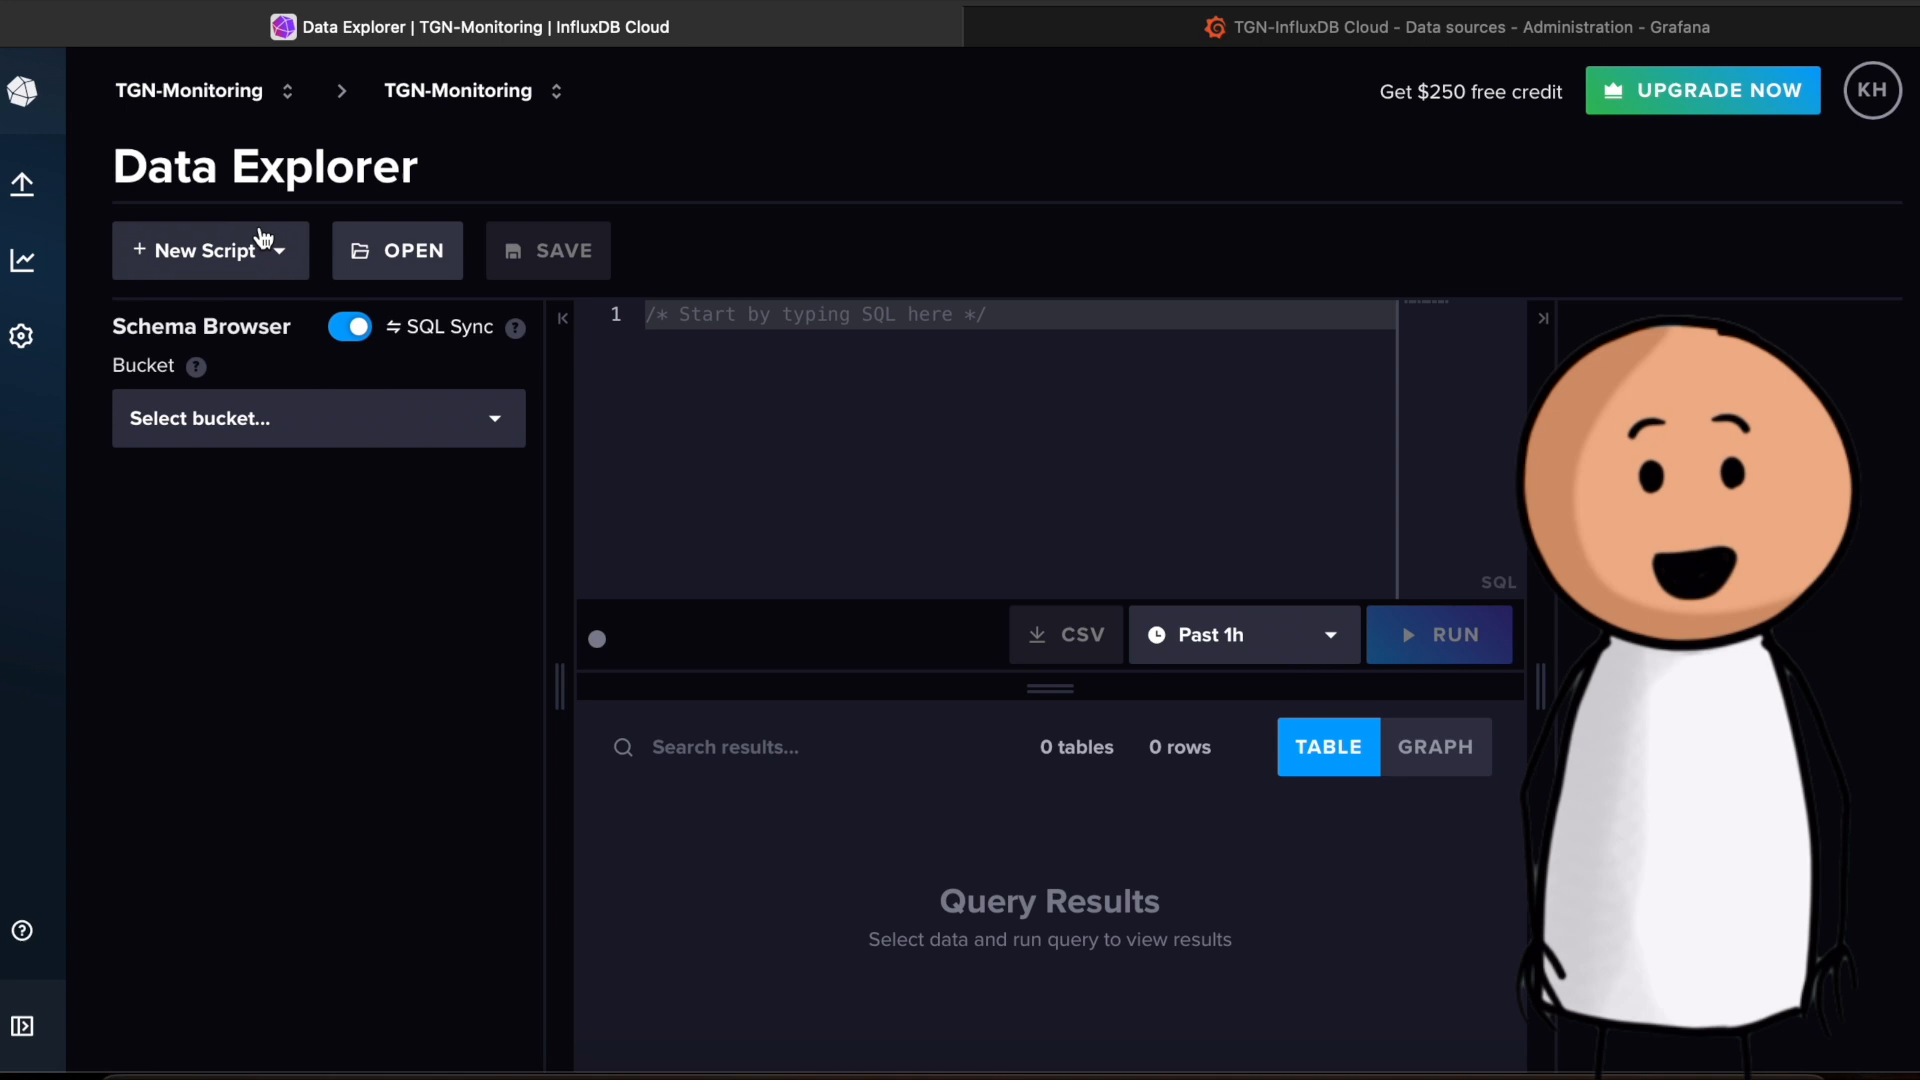 Data Explorer | TGN-Monitoring | InfluxDB Cloud
TGN-InfluxDB Cloud - Data sources - Administration - Grafana
TGN-Monitoring > TGN-Monitoring
Get $250 free credit
UPGRADE NOW
KH
Data Explorer
+ New Script
OPEN
SAVE
Schema Browser
SQL Sync ?
Bucket ?
Select bucket...
1 /* Start by typing SQL here */
SQL
CSV
Past 1h
RUN
Search results...
0 tables 0 rows
TABLE GRAPH
Query Results
Select data and run query to view results